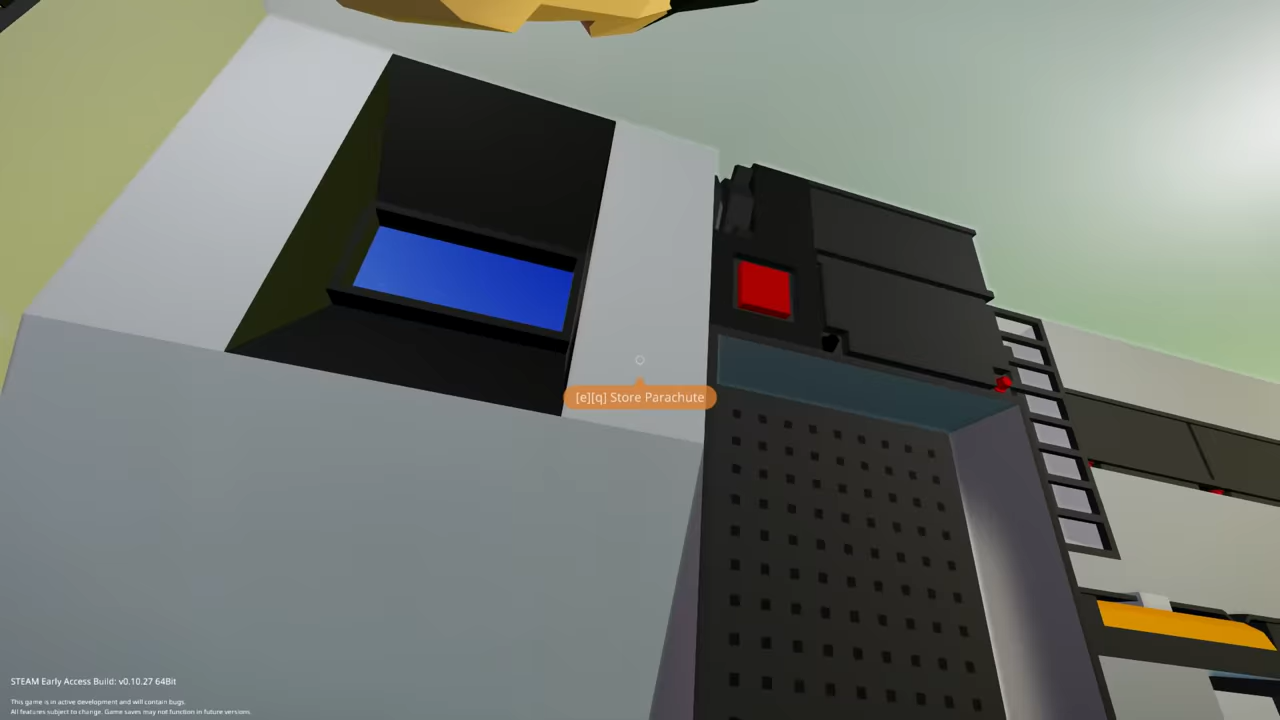 [e][q] Store Parachute
STEAM Early Access Build: v0.10.27 64Bit
This game is in active development and will contain bugs.
All features subject to change. Game saves may not function in future versions.